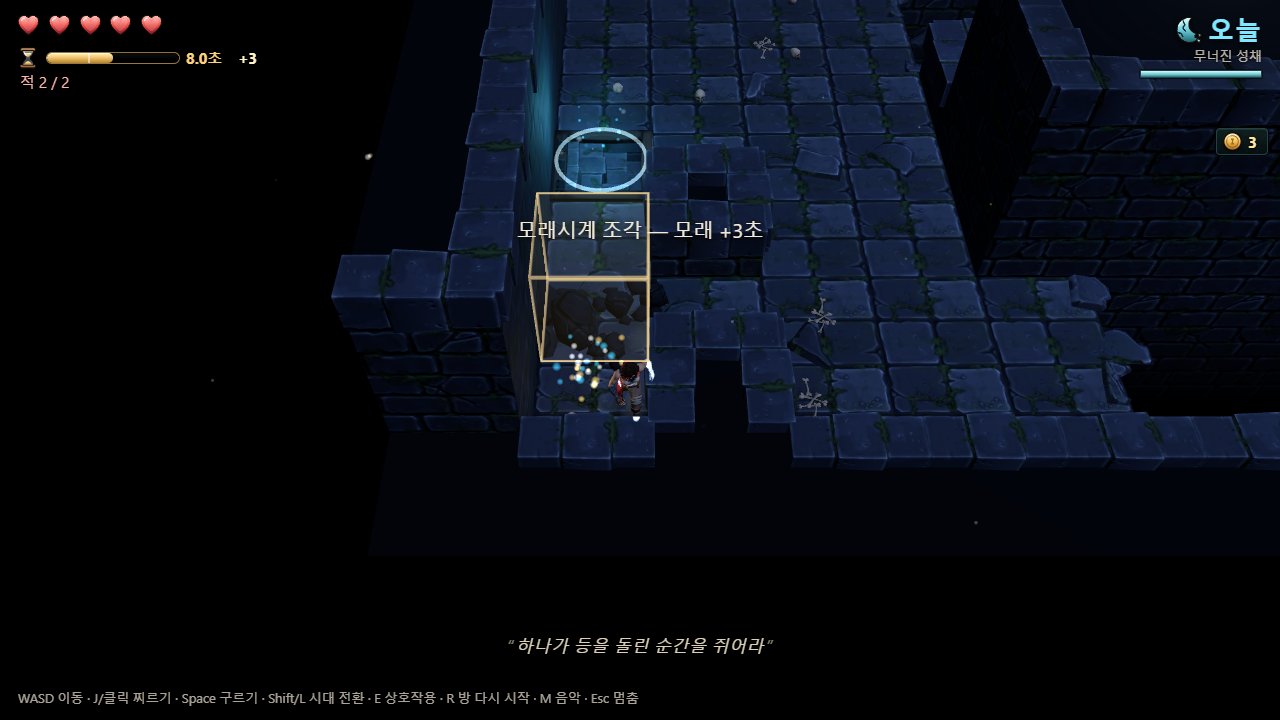 8.0초 +3
적 2 / 2
오늘
무너진 성채
3
모래시계 조각 — 모래 +3초
“하나가 등을 돌린 순간을 쥐어라”
WASD 이동 · J/클릭 찌르기 · Space 구르기 · Shift/L 시대 전환 · E 상호작용 · R 방 다시 시작 · M 음악 · Esc 멈춤